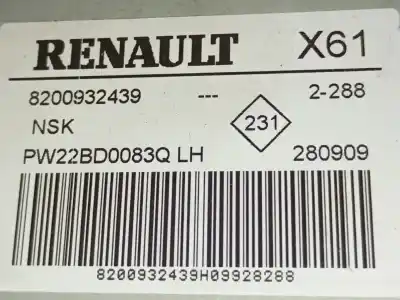 RENAULT X61
8200932439 --- 2-288
NSK 231
PW22BD0083Q LH 280909
8200932439H09928288